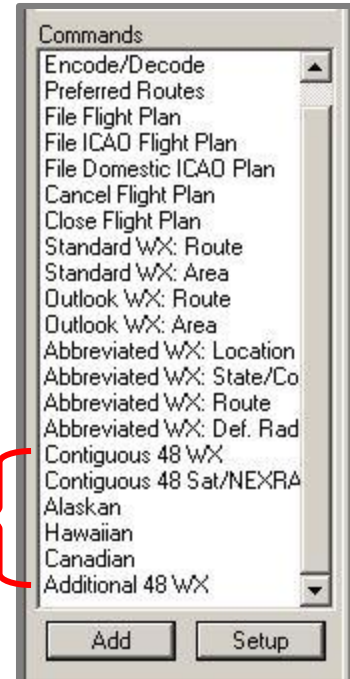 Commands
Encode/Decode
Preferred Routes
File Flight Plan
File ICAO Flight Plan
File Domestic ICAO Plan
Cancel Flight Plan
Close Flight Plan
Standard WX: Route
Standard WX: Area
Outlook WX: Route
Outlook WX: Area
Abbreviated WX: Location
Abbreviated WX: State/Co
Abbreviated WX: Route
Abbreviated WX: Def. Rad
Contiguous 48 WX
Contiguous 48 Sat/NEXRA
Alaskan
Hawaiian
Canadian
Additional 48 WX
Add Setup